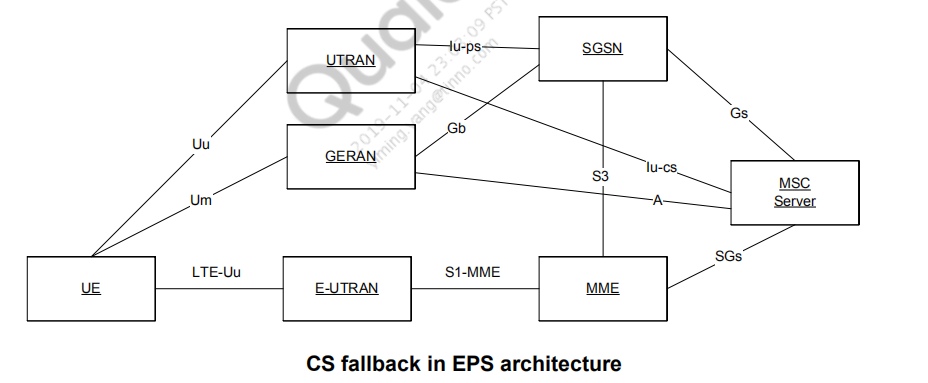 UTRAN
Iu-ps
SGSN
Uu
Gb
Gs
GERAN
Um
S3
Iu-cs
A
MSC
Server
UE
LTE-Uu
E-UTRAN
S1-MME
MME
SGs
CS fallback in EPS architecture